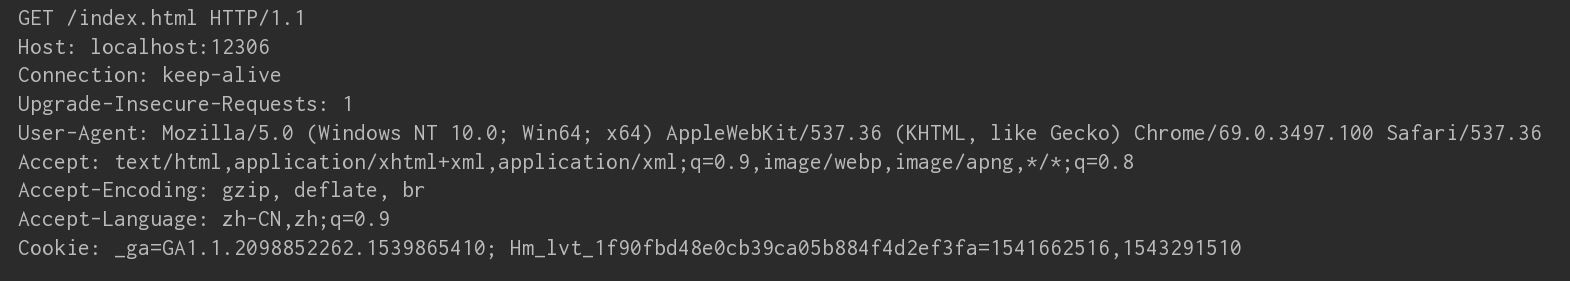 GET /index.html HTTP/1.1
Host: localhost:12306
Connection: keep-alive
Upgrade-Insecure-Requests: 1
User-Agent: Mozilla/5.0 (Windows NT 10.0; Win64; x64) AppleWebKit/537.36 (KHTML, like Gecko) Chrome/69.0.3497.100 Safari/537.36
Accept: text/html,application/xhtml+xml,application/xml;q=0.9,image/webp,image/apng,*/*;q=0.8
Accept-Encoding: gzip, deflate, br
Accept-Language: zh-CN,zh;q=0.9
Cookie: _ga=GA1.1.2098852262.1539865410; Hm_lvt_1f90fbd48e0cb39ca05b884f4d2ef3fa=1541662516,1543291510